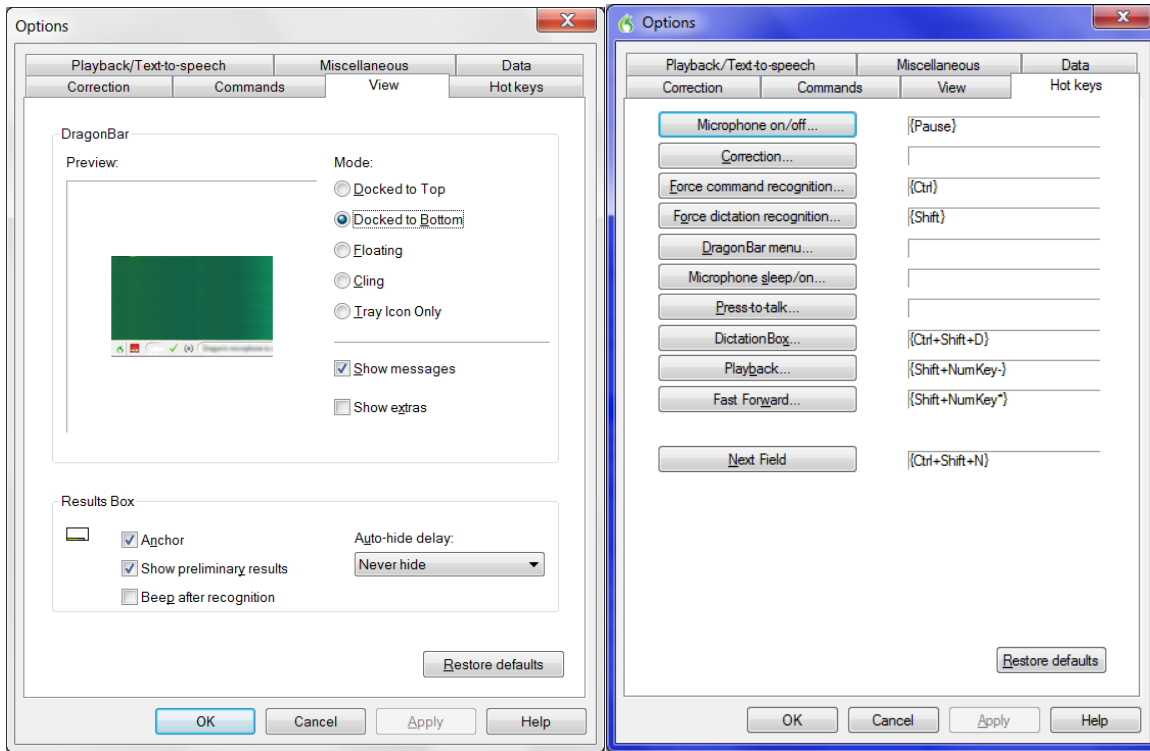 Options
Playback/Text-to-speech Miscellaneous Data
Correction Commands View Hot keys
DragonBar
Preview:
Mode:
Docked to Top
Docked to Bottom
Floating
Cling
Tray Icon Only
Show messages
Show extras
Results Box
Anchor
Show preliminary results
Beep after recognition
Auto-hide delay:
Never hide
Restore defaults
OK Cancel Apply Help
Options
Playback/Text-to-speech Miscellaneous Data
Correction Commands View Hot keys
Microphone on/off... {Pause}
Correction...
Force command recognition... {Ctrl}
Force dictation recognition... {Shift}
DragonBar menu...
Microphone sleep/on...
Press-to-talk...
DictationBox... {Ctrl+Shift+D}
Playback... {Shift+NumKey-}
Fast Forward... {Shift+NumKey*}
Next Field {Ctrl+Shift+N}
Restore defaults
OK Cancel Apply Help